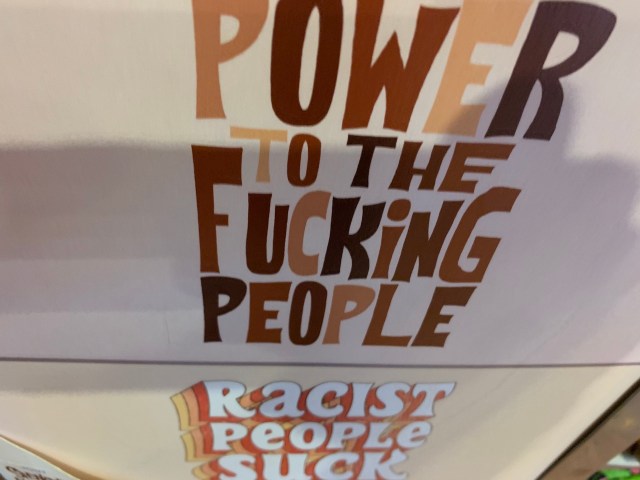 POWER
TO THE
FUCKiNG
PEOPLE
RaCIST
PEOPLE
SUCK